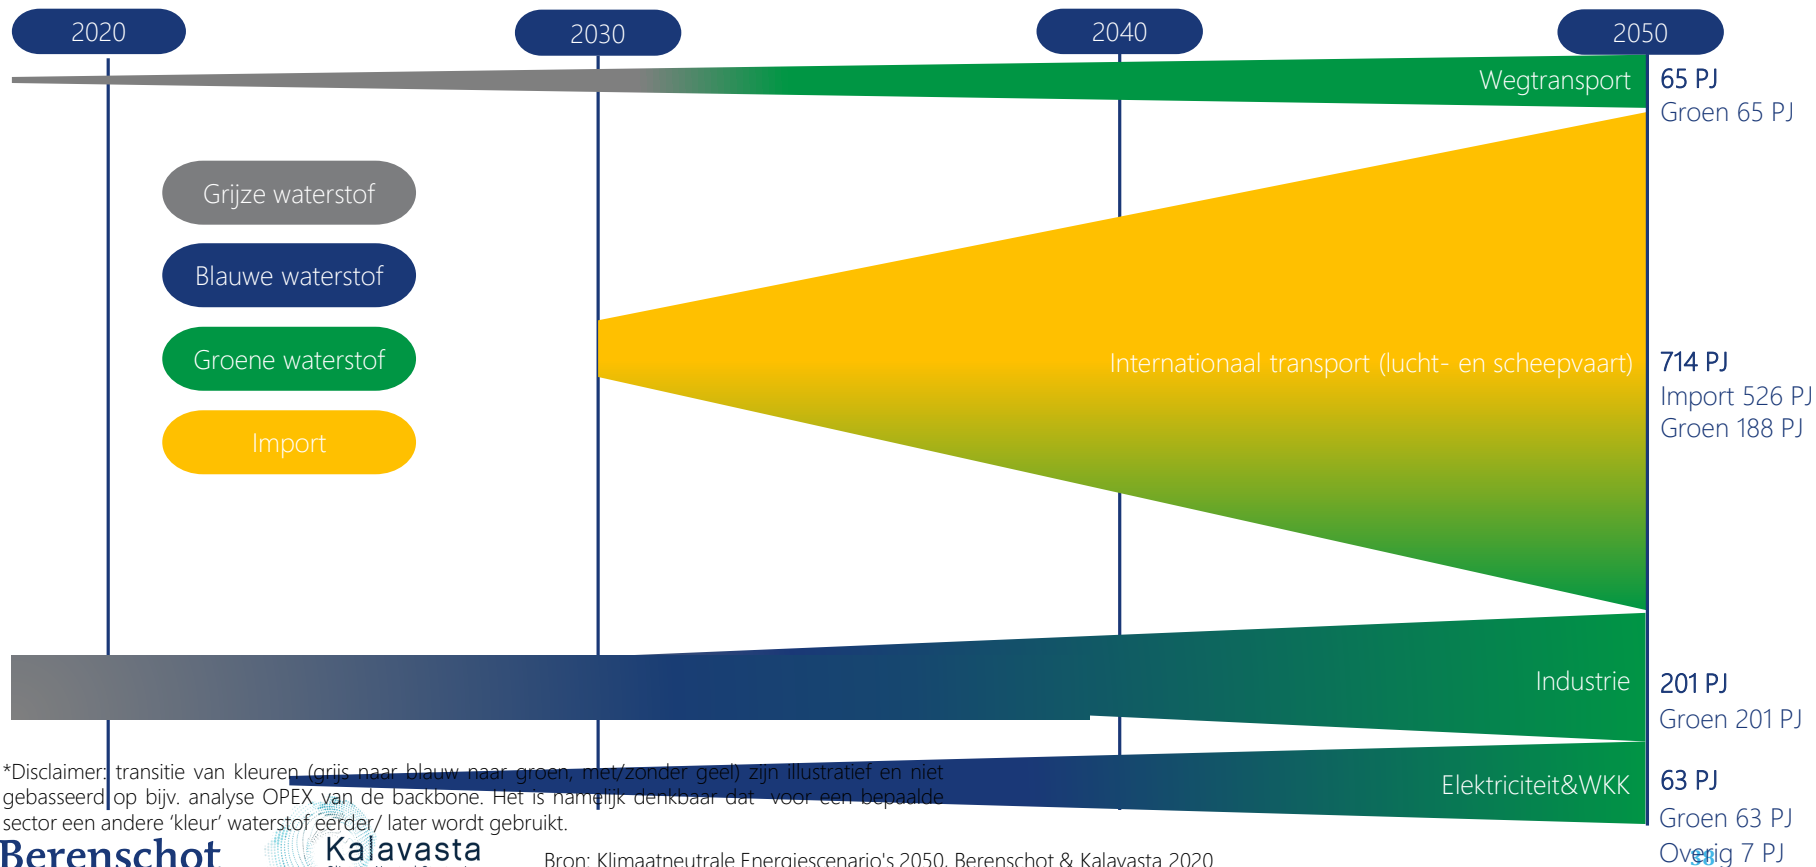 2020
2030
2040
2050
Wegtransport
65 PJ
Groen 65 PJ
Grijze waterstof
Blauwe waterstof
Groene waterstof
Import
Internationaal transport (lucht- en scheepvaart)
714 PJ
Import 526 PJ
Groen 188 PJ
Industrie
201 PJ
Groen 201 PJ
Elektriciteit&WKK
63 PJ
Groen 63 PJ
Overig 7 PJ
*Disclaimer: transitie van kleuren (grijs naar blauw naar groen, met/zonder geel) zijn illustratief en niet
gebasseerd op bijv. analyse OPEX van de backbone. Het is namelijk denkbaar dat voor een bepaalde
sector een andere ‘kleur’ waterstof eerder/ later wordt gebruikt.
Berenschot
Kalavasta
Bron: Klimaatneutrale Energiescenario's 2050, Berenschot & Kalavasta 2020